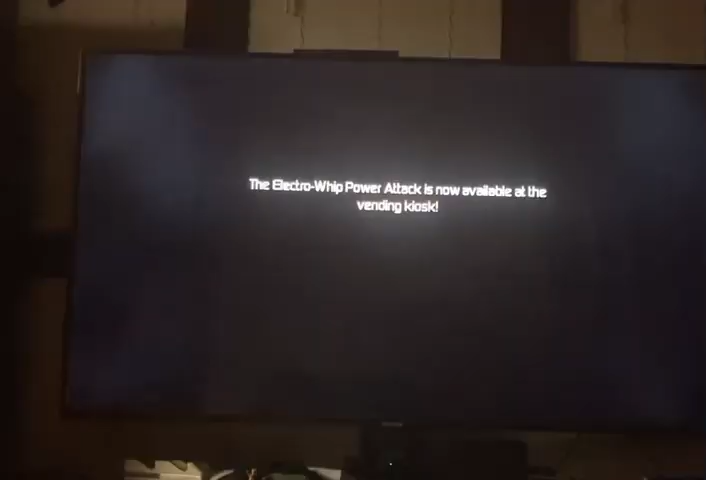 The Electro-Whip Power Attack is now available at the
vending kiosk!